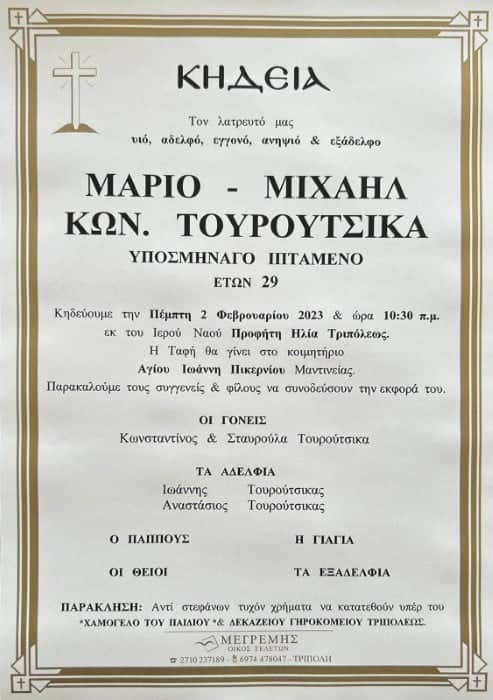 ΚΗΔΕΙΑ
Τον λατρευτό μας
υιό, αδελφό, εγγονό, ανηψιό & εξάδελφο
ΜΑΡΙΟ - ΜΙΧΑΗΛ
ΚΩΝ. ΤΟΥΡΟΥΤΣΙΚΑ
ΥΠΟΣΜΗΝΑΓΟ ΙΠΤΑΜΕΝΟ
ΕΤΩΝ 29
Κηδεύουμε την Πέμπτη 2 Φεβρουαρίου 2023 & ώρα 10:30 π.μ.
εκ του Ιερού Ναού Προφήτη Ηλία Τριπόλεως.
Η Ταφή θα γίνει στο κοιμητήριο
Αγίου Ιωάννη Πικερνίου Μαντινείας.
Παρακαλούμε τους συγγενείς & φίλους να συνοδεύσουν την εκφορά του.
ΟΙ ΓΟΝΕΙΣ
Κωνσταντίνος & Σταυρούλα Τουρούτσικα
ΤΑ ΑΔΕΛΦΙΑ
Ιωάννης Τουρούτσικας
Αναστάσιος Τουρούτσικας
Ο ΠΑΠΠΟΥΣ Η ΓΙΑΓΙΑ
ΟΙ ΘΕΙΟΙ ΤΑ ΕΞΑΔΕΛΦΙΑ
ΠΑΡΑΚΛΗΣΗ: Αντί στεφάνων τυχόν χρήματα να κατατεθούν υπέρ του
"ΧΑΜΟΓΕΛΟ ΤΟΥ ΠΑΙΔΙΟΥ "& ΔΕΚΑΖΕΙΟΥ ΓΗΡΟΚΟΜΕΙΟΥ ΤΡΙΠΟΛΕΩΣ.
ΜΕΓΡΕΜΗΣ
ΟΙΚΟΣ ΤΕΛΕΤΩΝ
☎ 2710 237189 - 6974 478047 - ΤΡΙΠΟΛΗ